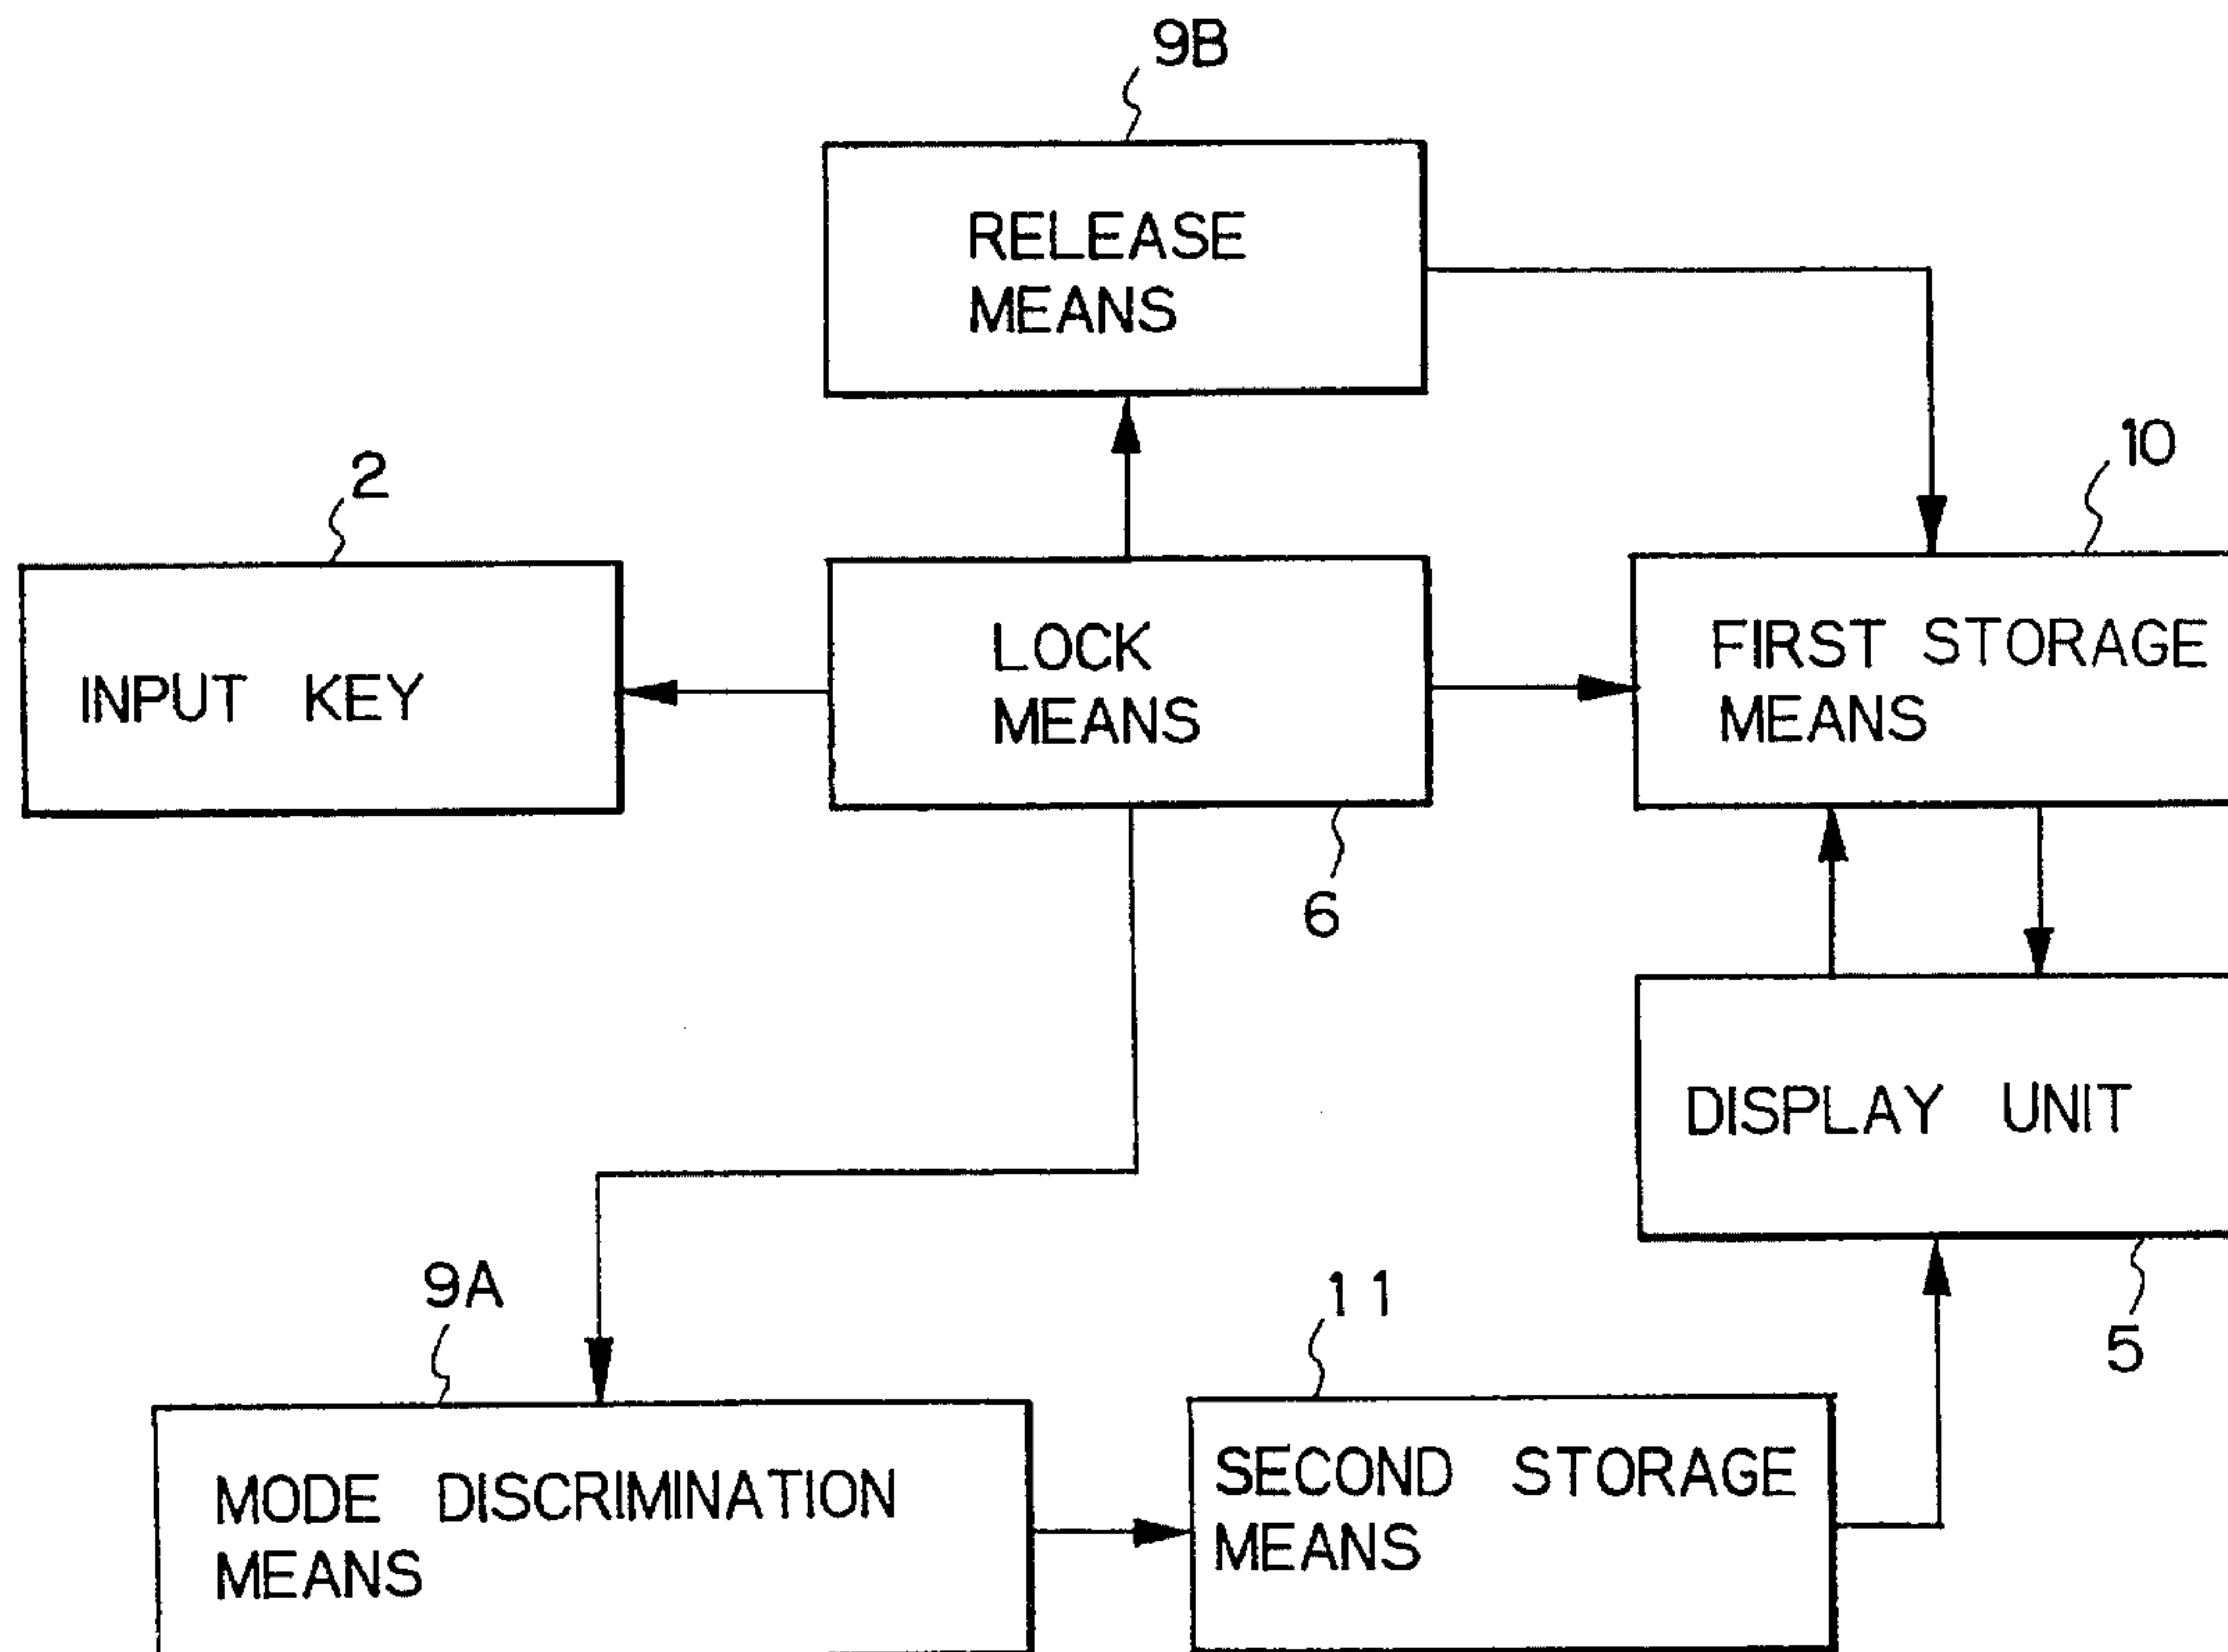 9B
RELEASE
MEANS
2
INPUT KEY
LOCK
MEANS
6
10
FIRST STORAGE
MEANS
DISPLAY UNIT
5
9A
MODE DISCRIMINATION
MEANS
11
SECOND STORAGE
MEANS